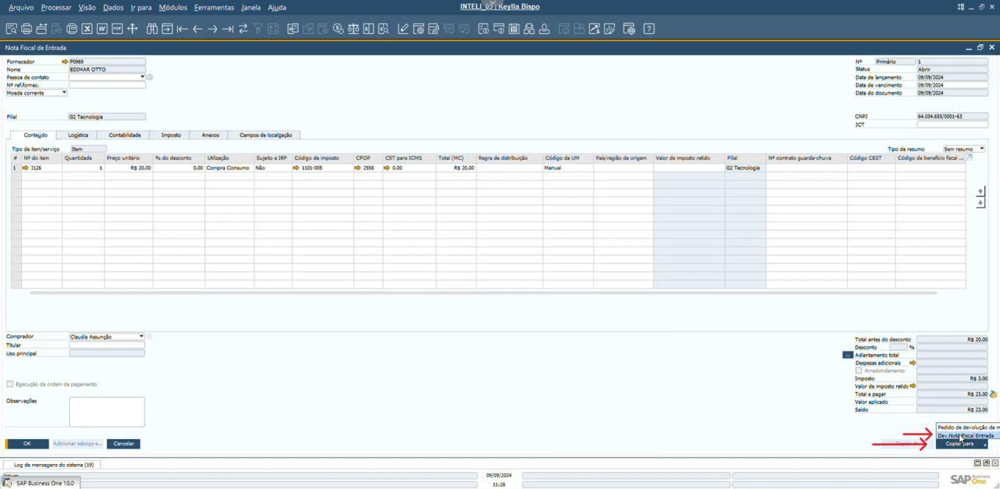 Arquivo Processar Visão Dados Ir para Módulos Ferramentas Janela Ajuda INTELI_05 | Keylla Bispo
Nota Fiscal de Entrada
Fornecedor F0969 Nº Primário 1
Nome EDIMAR OTTO Status Abrir
Pessoa de contato Data de lançamento 09/09/2024
Nº ref.fornec. Data de vencimento 09/09/2024
Moeda corrente Data do documento 09/09/2024
Filial G2 Tecnologia CNPJ 64.034.655/0001-63
ICT
Conteúdo Logística Contabilidade Imposto Anexos Campos de localização
Tipo de item/serviço Item Tipo de resumo Sem resumo
# Nº do item Quantidade Preço unitário % do desconto Utilização Sujeito a IRF Código de imposto CFOP CST para ICMS Total (MC) Regra de distribuição Código da UM País/região de origem Valor de imposto retido Filial Nº contrato guarda-chuva Código CEST Código de benefício fiscal ...
1 I126 1 R$ 20,00 0,00 Compra Consumo Não 1101-005 2556 0.00 R$ 20,00 Manual G2 Tecnologia
Comprador Claudia Assunção
Titular
Uso principal
Total antes do desconto R$ 20,00
Desconto %
... Adiantamento total
Despesas adicionais
Arredondamento
Execução da ordem de pagamento Imposto R$ 3,00
Valor de imposto retido
Observações Total a pagar R$ 23,00
Valor aplicado
Saldo R$ 23,00
Pedido de devolução de m
Dev.Nota Fiscal Entrada
OK Adicionar esboço e... Cancelar Copiar para
Log de mensagens do sistema (19)
09/09/2024
SAP Business One 10.0 11:28 SAP Business One